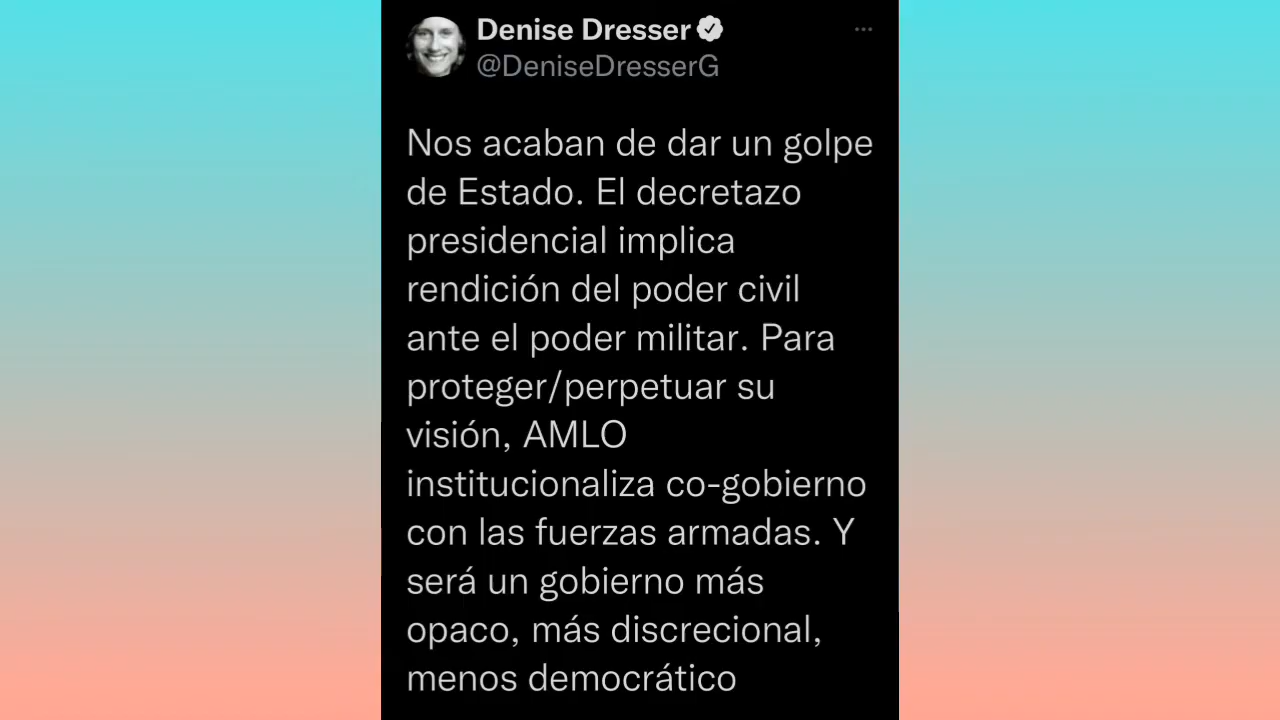 Denise Dresser
@DeniseDresserG
Nos acaban de dar un golpe
de Estado. El decretazo
presidencial implica
rendición del poder civil
ante el poder militar. Para
proteger/perpetuar su
visión, AMLO
institucionaliza co-gobierno
con las fuerzas armadas. Y
será un gobierno más
opaco, más discrecional,
menos democrático